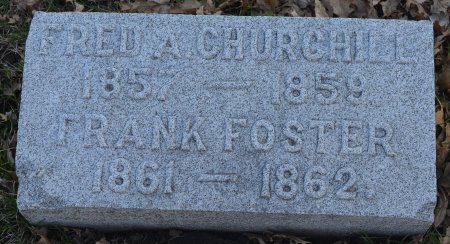 FRED A. CHURCHILL
1857 — 1859.
FRANK FOSTER
1861 — 1862.